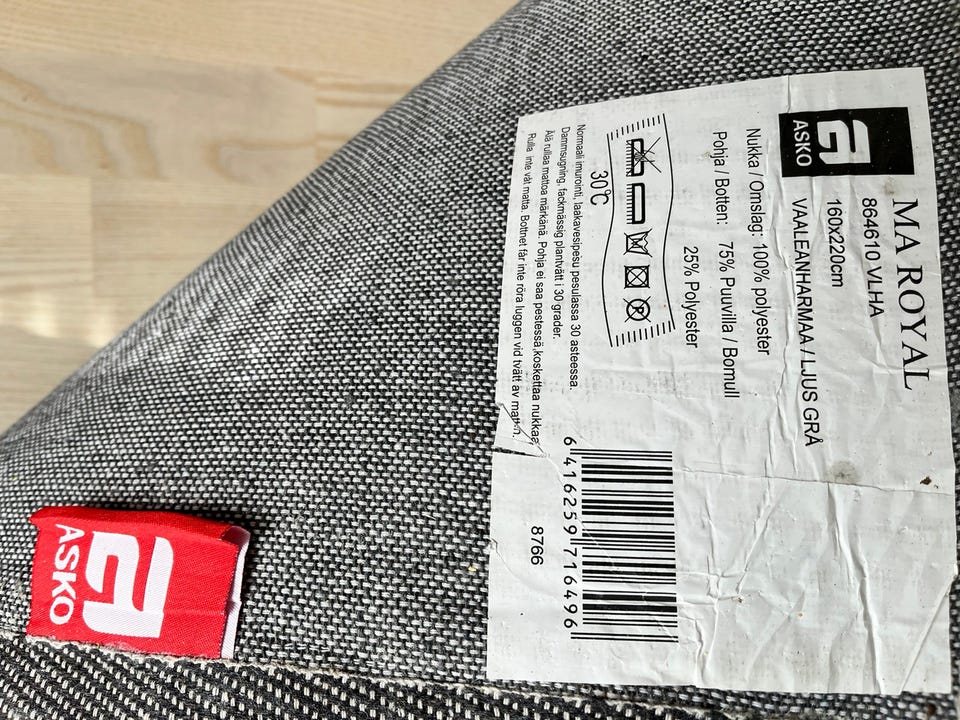 MA ROYAL
864610 VLHA
160x220cm
VAALEANHARMAA / LJUS GRÅ
ASKO
Nukka / Omslag: 100% polyester
Pohja / Botten: 75% Puuvilla / Bomull
25% Polyester
30°C
Normaali imurointi, laakavesipesu pesulassa 30 asteessa.
Dammsugning, fackmässig plantvätt i 30 grader.
Älä rullaa mattoa märkänä. Pohja ei saa pestessä koskettaa nukkaa
Rulla inte våt matta. Bottnet får inte röra luggen vid tvätt av mattan.
6 416259 716496
8766
ASKO